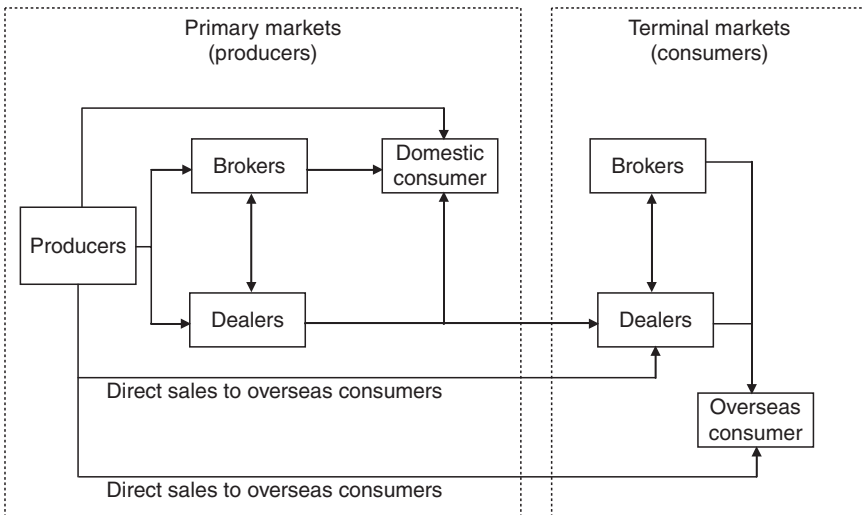 Primary markets
(producers)
Terminal markets
(consumers)
Brokers
Domestic
consumer
Brokers
Producers
Dealers
Dealers
Direct sales to overseas consumers
Overseas
consumer
Direct sales to overseas consumers